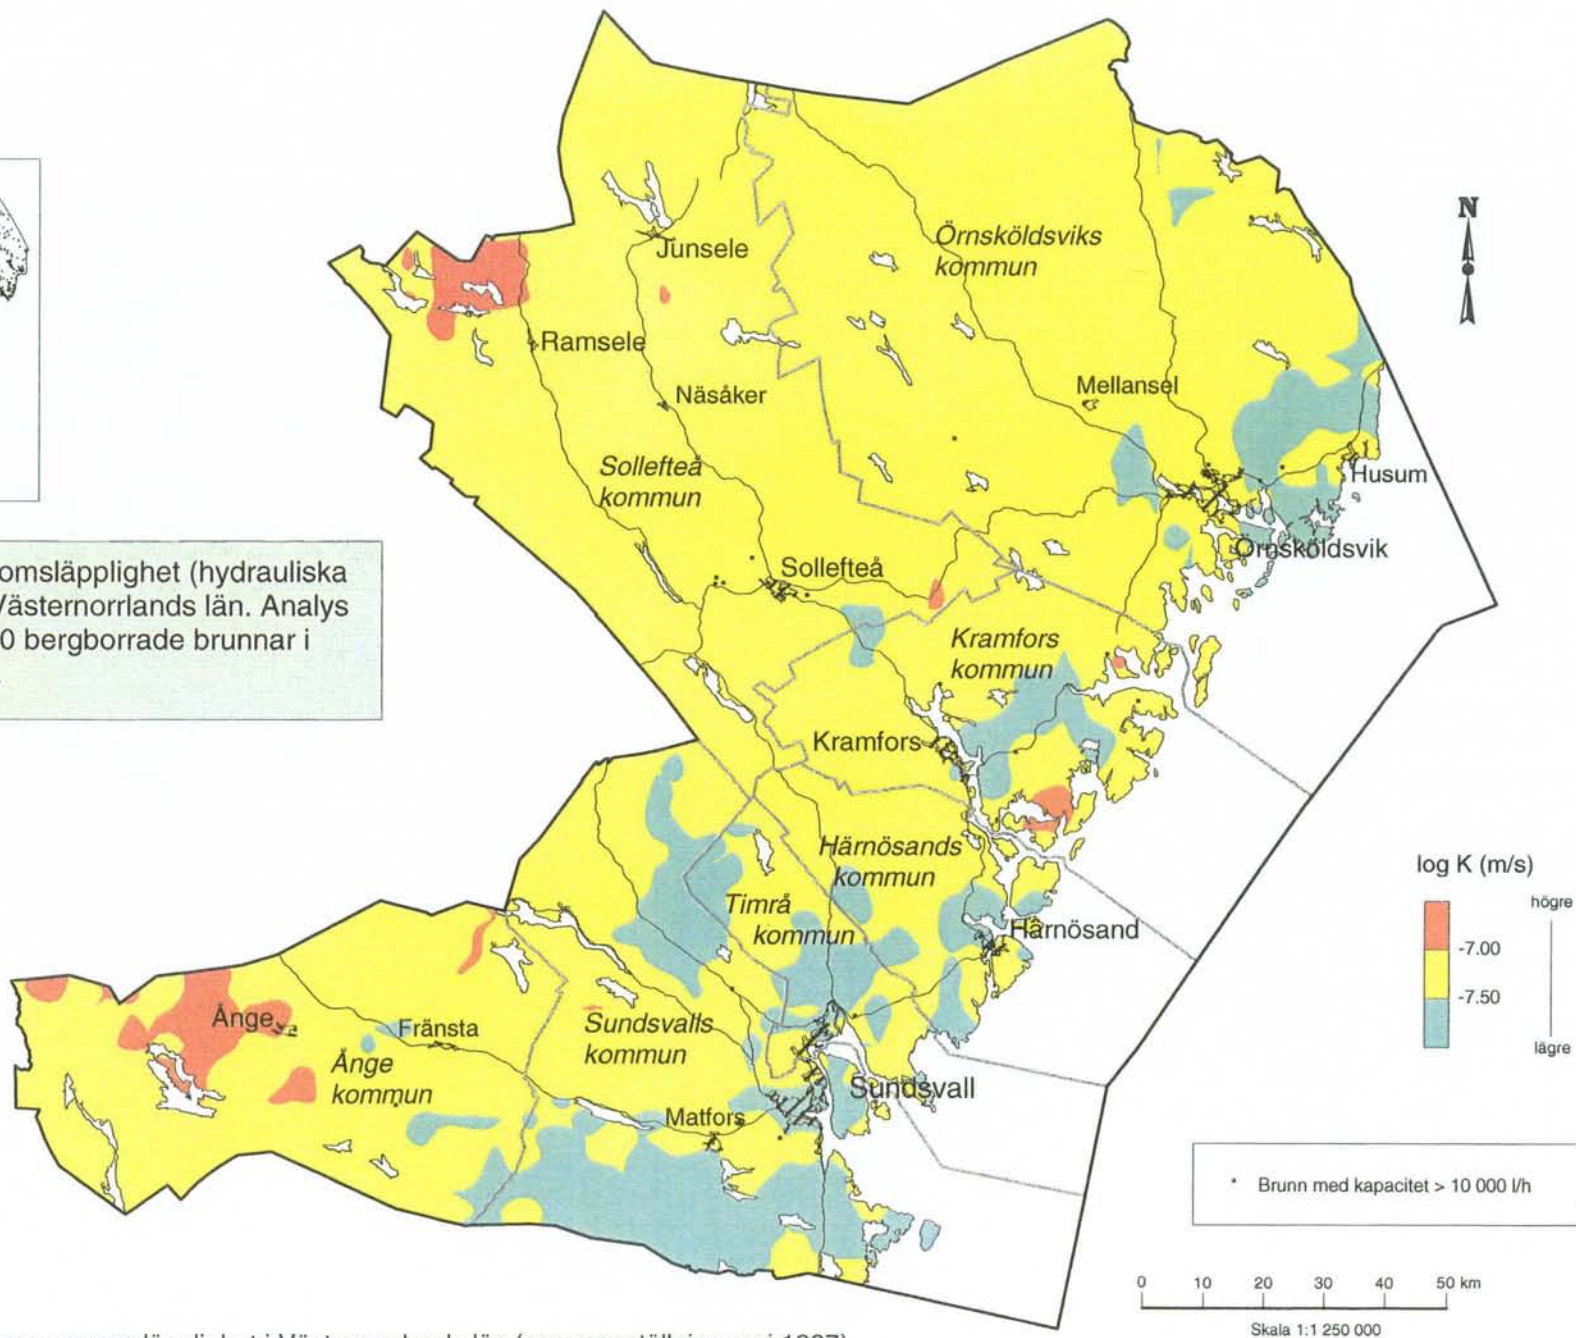 omsläpplighet (hydrauliska
Västernorrlands län. Analys
0 bergborrade brunnar i
N
Junsele
Örnsköldsviks
kommun
Ramsele
Näsåker
Mellansel
Sollefteå
kommun
Husum
Örnsköldsvik
Sollefteå
Kramfors
kommun
Kramfors
Härnösands
kommun
Timrå
kommun
Härnösand
Ånge
Fränsta
Ånge
kommun
Sundsvalls
kommun
Sundsvall
Matfors
log K (m/s)
högre
-7.00
-7.50
lägre
Brunn med kapacitet > 10 000 l/h
0 10 20 30 40 50 km
Skala 1:1 250 000